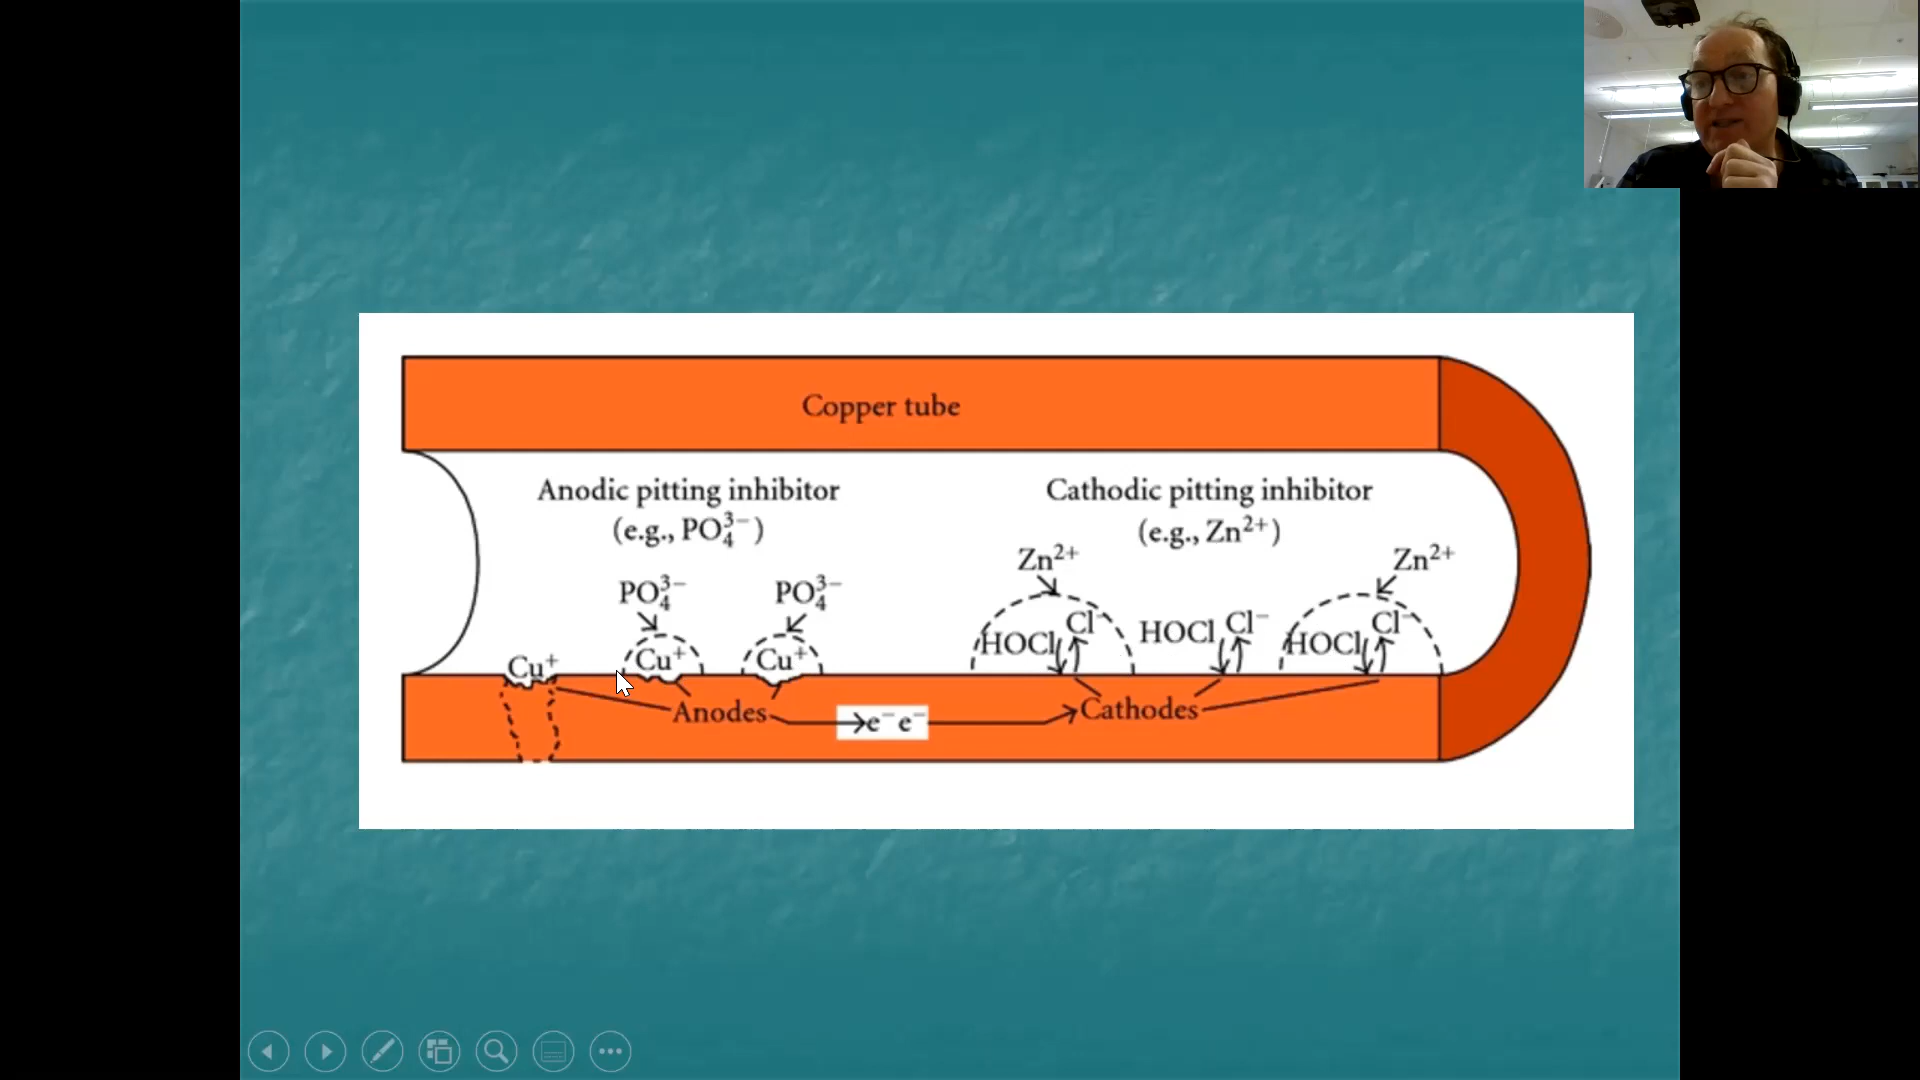 Copper tube
Anodic pitting inhibitor
(e.g., PO₄³⁻)
Cathodic pitting inhibitor
(e.g., Zn²⁺)
Zn²⁺
Zn²⁺
PO₄³⁻
PO₄³⁻
HOCl Cl⁻
HOCl Cl⁻
HOCl Cl⁻
Cu⁺
Cu⁺
Cu⁺
Anodes
e⁻ e⁻
Cathodes